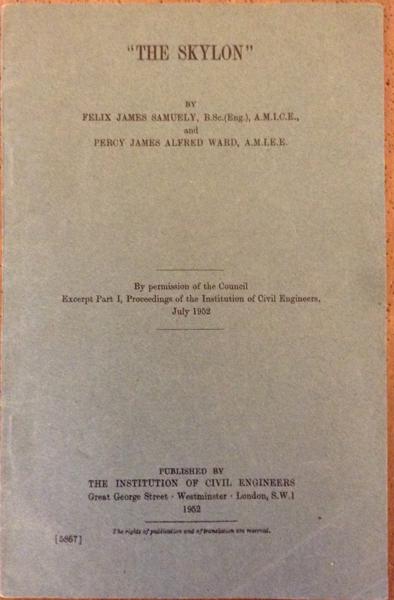 "THE SKYLON"
BY
FELIX JAMES SAMUELY, B.Sc.(Eng.), A.M.I.C.E.,
and
PERCY JAMES ALFRED WARD, A.M.I.E.E.
By permission of the Council
Excerpt Part I, Proceedings of the Institution of Civil Engineers,
July 1952
PUBLISHED BY
THE INSTITUTION OF CIVIL ENGINEERS
Great George Street · Westminster · London, S.W.1
1952
The rights of publication and of translation are reserved.
[5867]